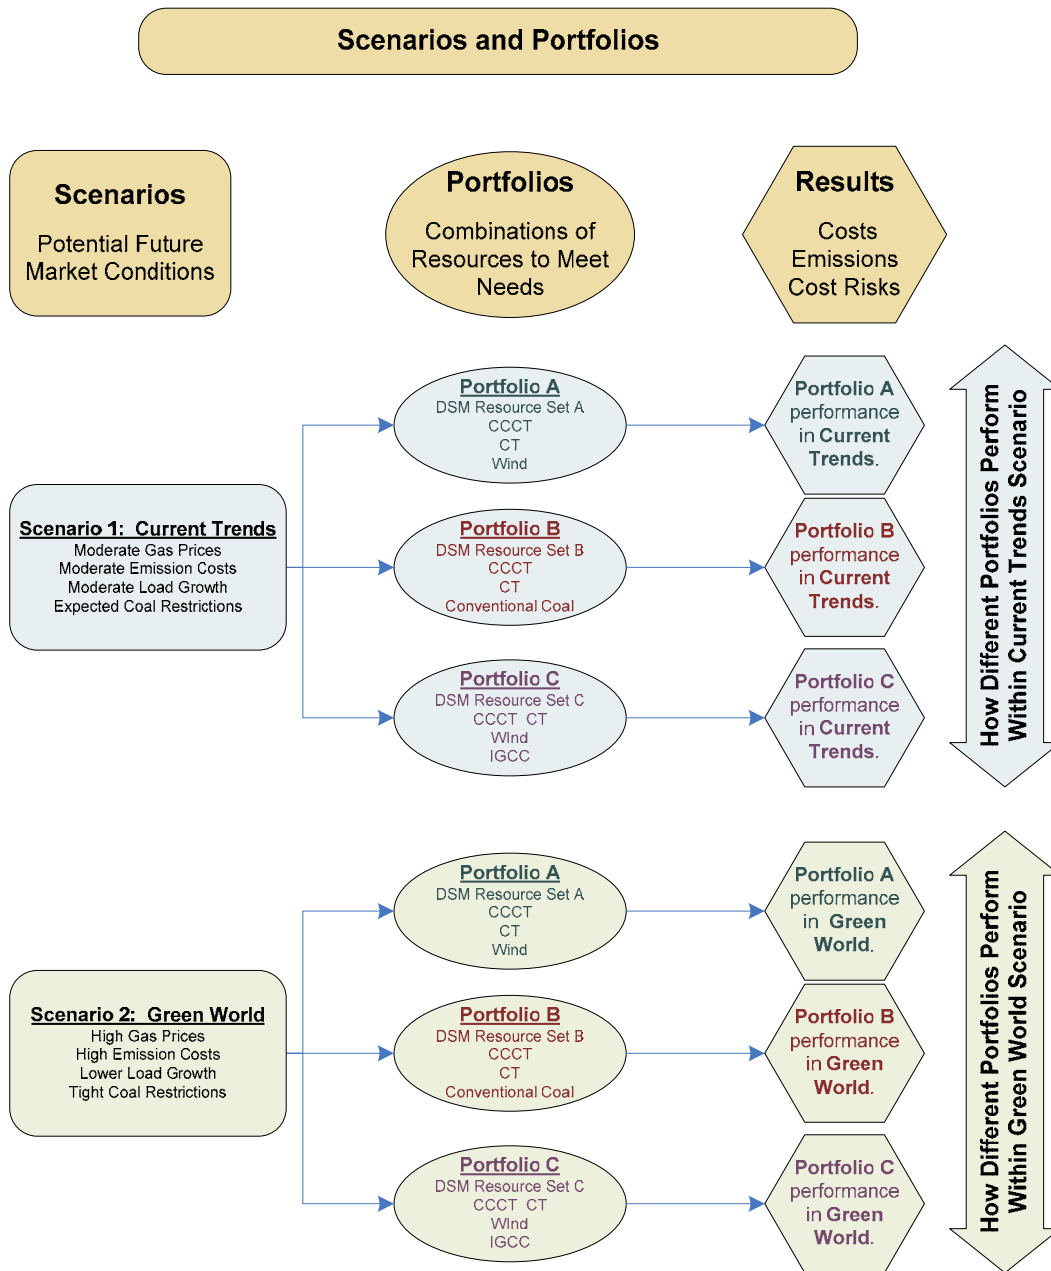 Scenarios and Portfolios
Scenarios
Potential Future
Market Conditions
Portfolios
Combinations of
Resources to Meet
Needs
Results
Costs
Emissions
Cost Risks
Scenario 1:  Current Trends
Moderate Gas Prices
Moderate Emission Costs
Moderate Load Growth
Expected Coal Restrictions
Portfolio A
DSM Resource Set A
CCCT
CT
Wind
Portfolio A
performance
in Current
Trends.
Portfolio B
DSM Resource Set B
CCCT
CT
Conventional Coal
Portfolio B
performance
in Current
Trends.
Portfolio C
DSM Resource Set C
CCCT  CT
WInd
IGCC
Portfolio C
performance
in Current
Trends.
How Different Portfolios Perform
Within Current Trends Scenario
Scenario 2:  Green World
High Gas Prices
High Emission Costs
Lower Load Growth
Tight Coal Restrictions
Portfolio A
DSM Resource Set A
CCCT
CT
Wind
Portfolio A
performance
in  Green
World.
Portfolio B
DSM Resource Set B
CCCT
CT
Conventional Coal
Portfolio B
performance
in Green
World.
Portfolio C
DSM Resource Set C
CCCT  CT
WInd
IGCC
Portfolio C
performance
in Green
World.
How Different Portfolios Perform
Within Green World Scenario